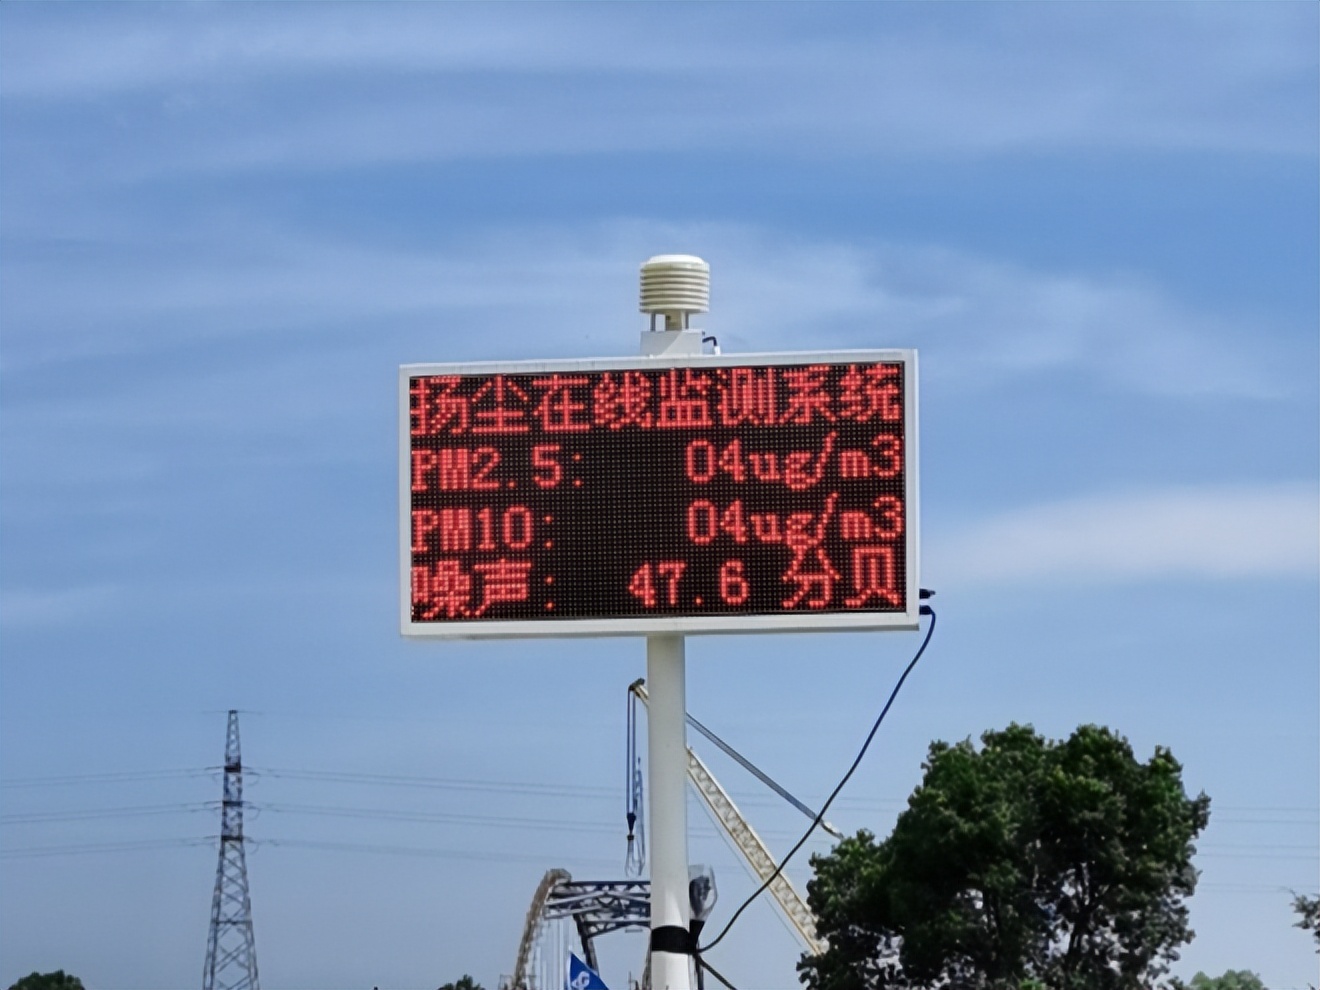 扬尘在线监测系统
PM2.5: 04ug/m3
PM10: 04ug/m3
噪声: 47.6 分贝